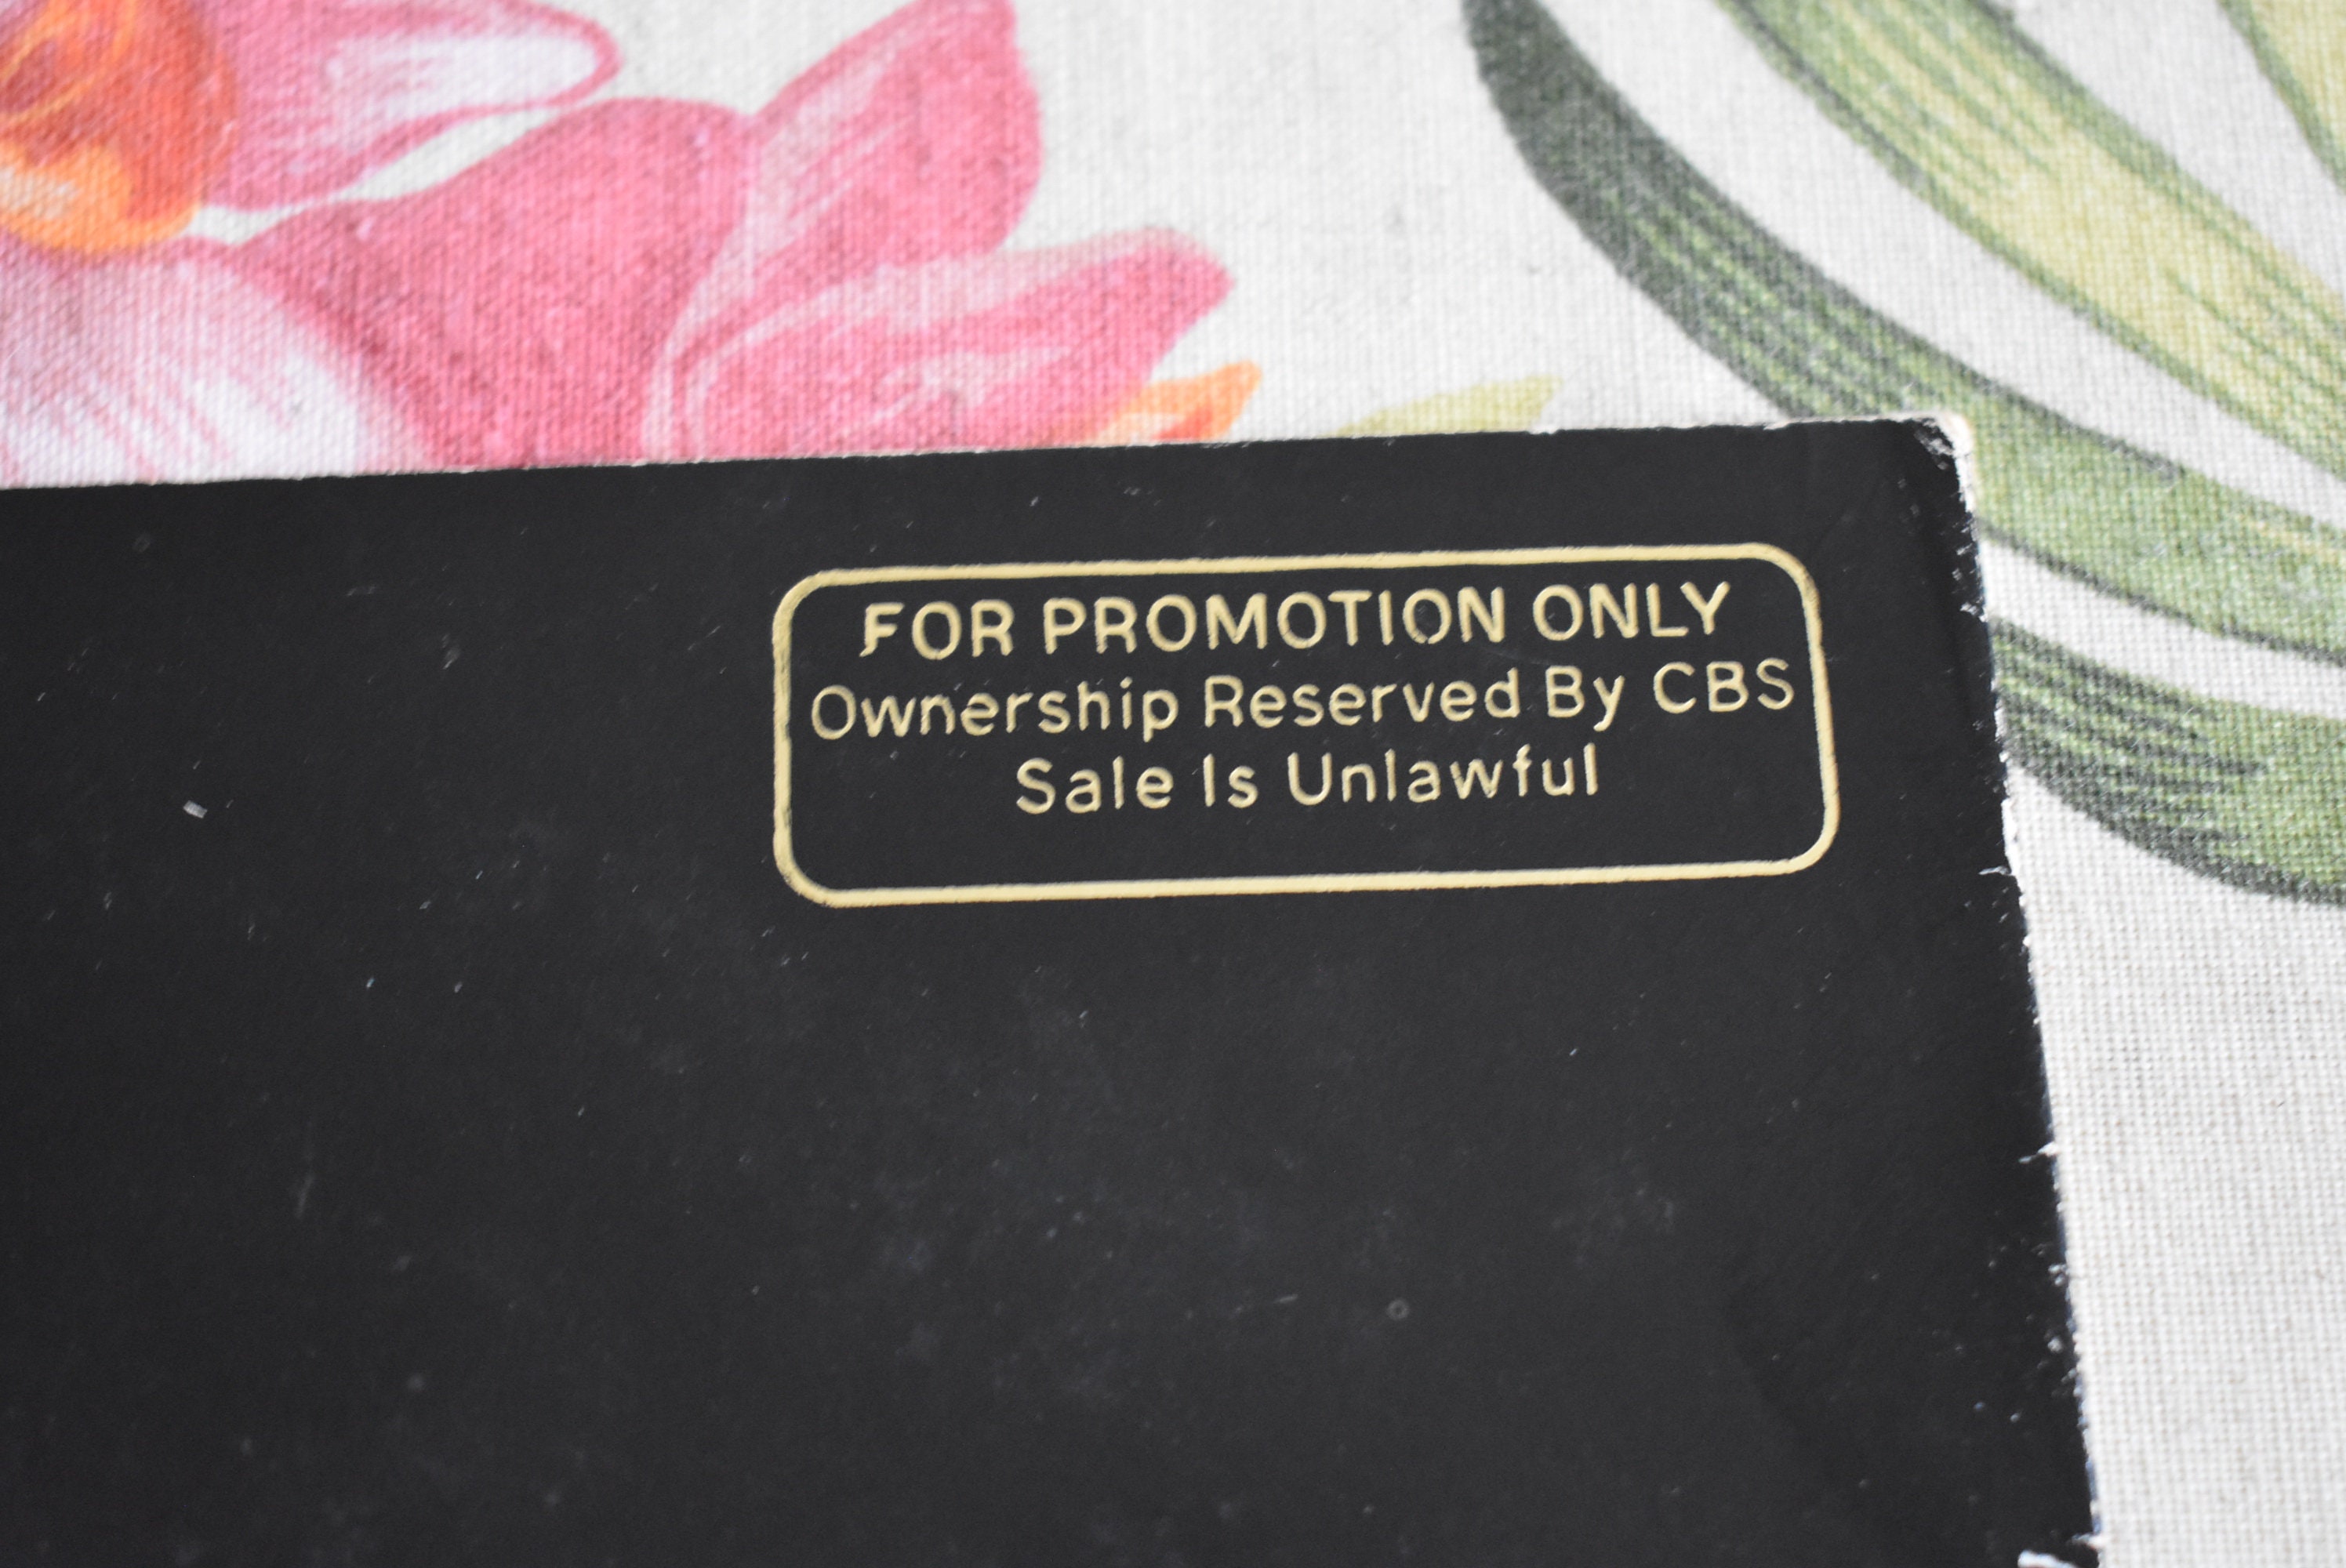 FOR PROMOTION ONLY
Ownership Reserved By CBS
Sale Is Unlawful